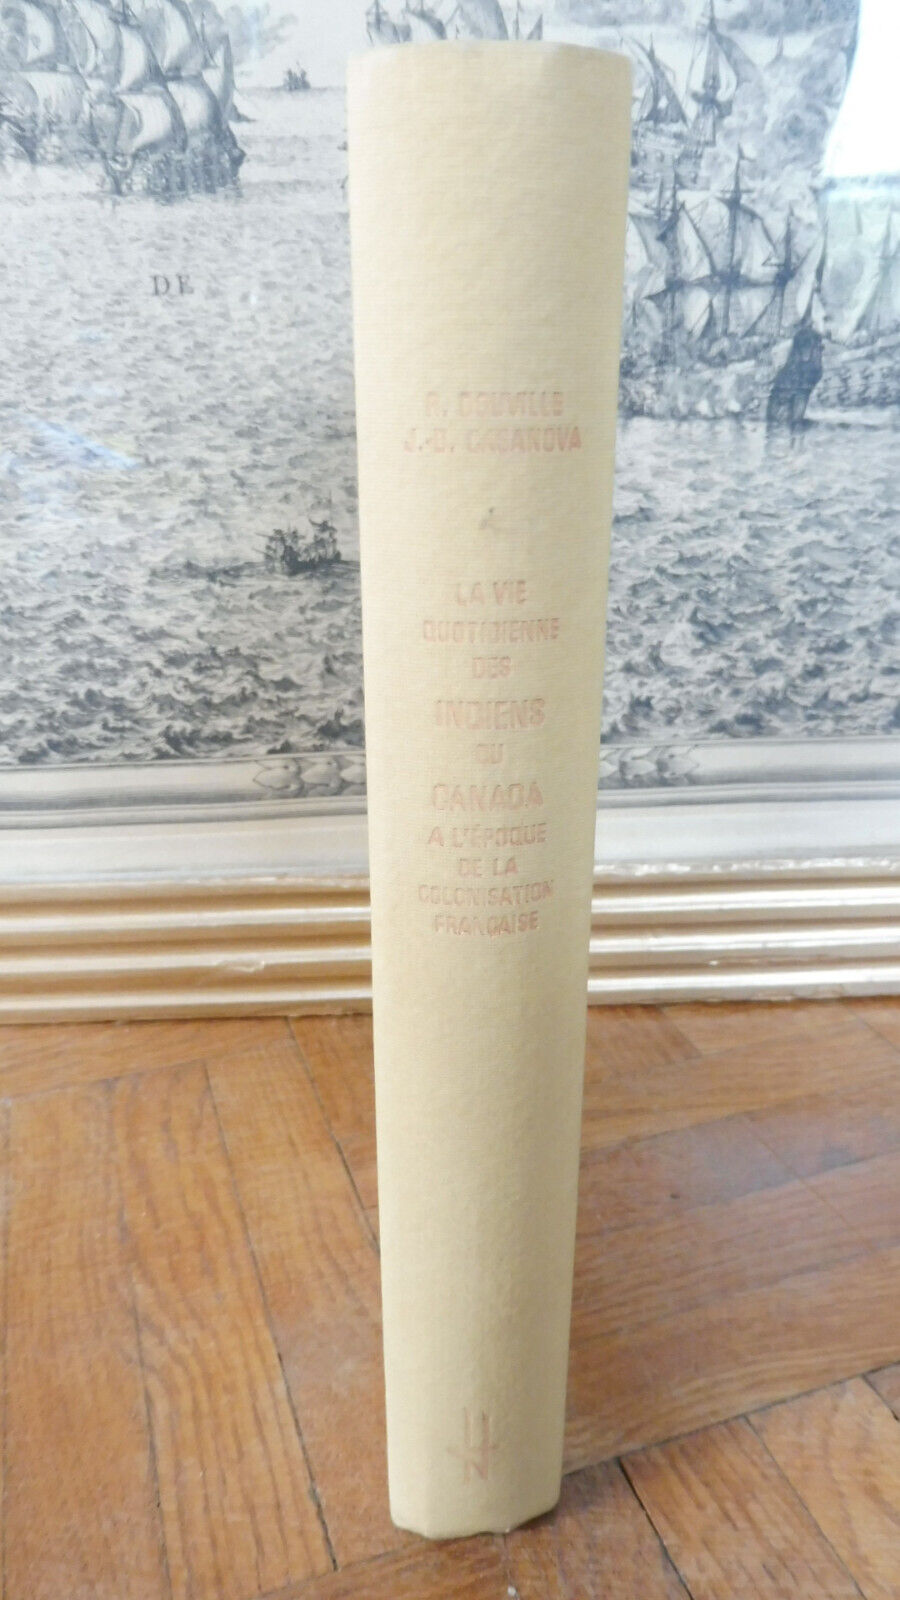 DE
R. DOUVILLE
J.-D. CASANOVA
LA VIE
QUOTIDIENNE
DES
INDIENS
DU
CANADA
A L'ÉPOQUE
DE LA
COLONISATION
FRANÇAISE